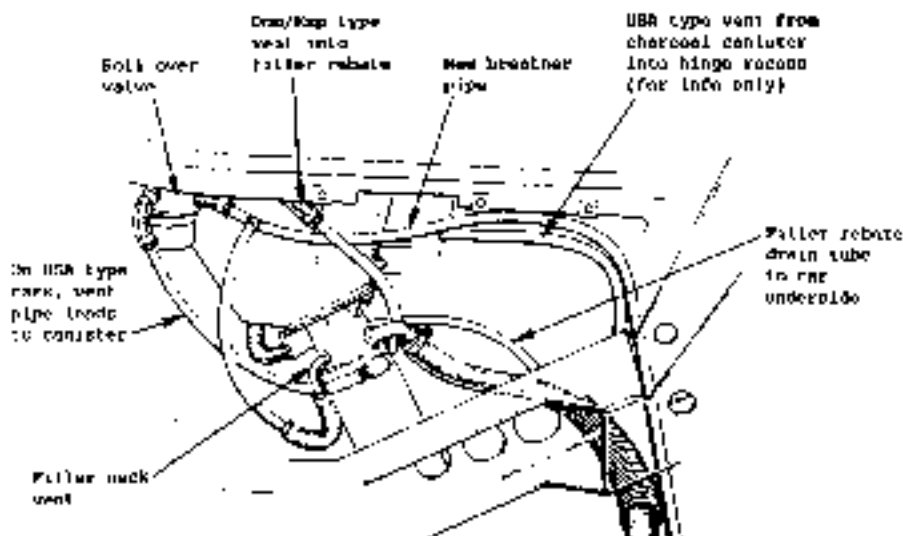 Roll over
valve
Dom/Exp type
vent into
filler rebate
New breather
pipe
USA type vent from
charcoal canister
into hinge recess
(for info only)
Filler rebate
drain tube
to car
underside
On USA type
cars, vent
pipe leads
to canister
Filler neck
vent